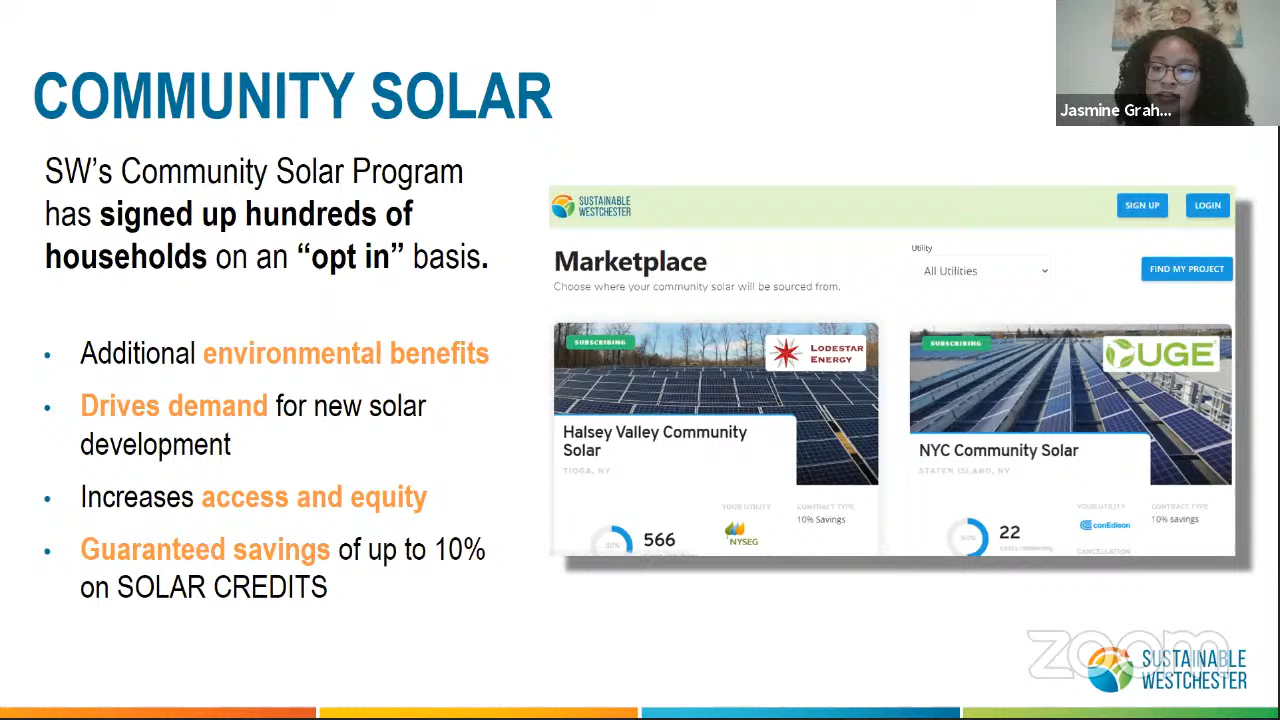 COMMUNITY SOLAR
Jasmine Grah...
SW's Community Solar Program
has signed up hundreds of
households on an “opt in” basis.
• Additional environmental benefits
• Drives demand for new solar
development
• Increases access and equity
• Guaranteed savings of up to 10%
on SOLAR CREDITS
SUSTAINABLE
WESTCHESTER
SIGN UP
LOGIN
Marketplace
Choose where your community solar will be sourced from.
Utility
All Utilities
FIND MY PROJECT
SUBSCRIBING
LODESTAR
ENERGY
Halsey Valley Community
Solar
TIOGA, NY
YOUR UTILITY
CONTRACT TYPE
10% Savings
566
NYSEG
SUBSCRIBING
UGE
NYC Community Solar
STATEN ISLAND, NY
YOUR UTILITY
CONTRACT TYPE
10% savings
22
conEdison
CANCELLATION
zoom
SUSTAINABLE
WESTCHESTER